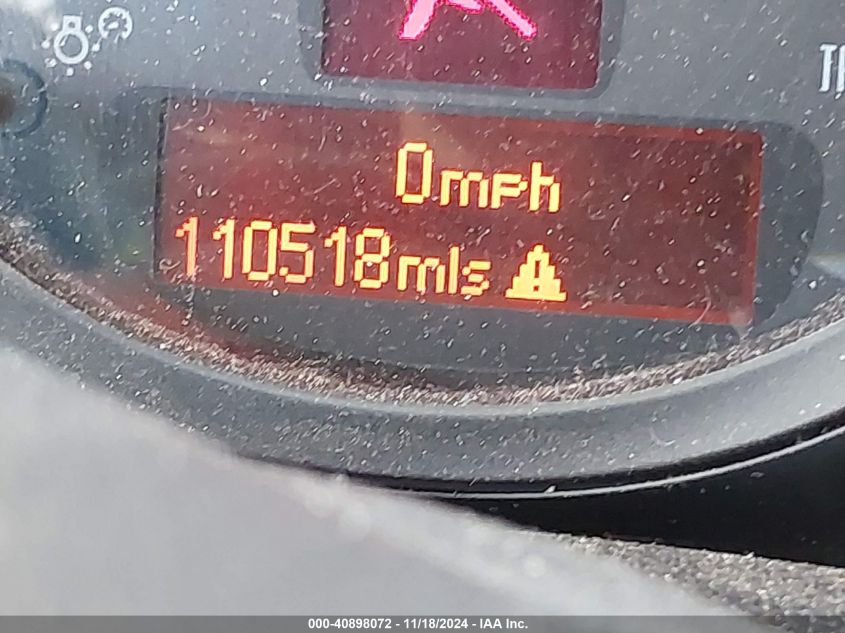 0mph
110518mls
000-40898072 - 11/18/2024 - IAA Inc.